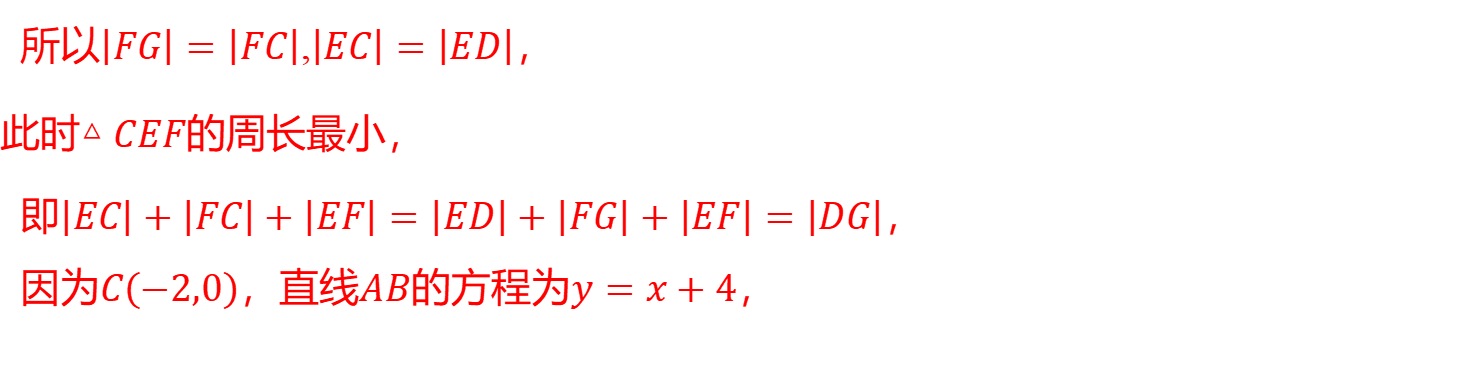 所以|FG| = |FC|,|EC| = |ED|，
此时△ CEF的周长最小，
即|EC| + |FC| + |EF| = |ED| + |FG| + |EF| = |DG|，
因为C(−2,0)，直线AB的方程为y = x + 4，